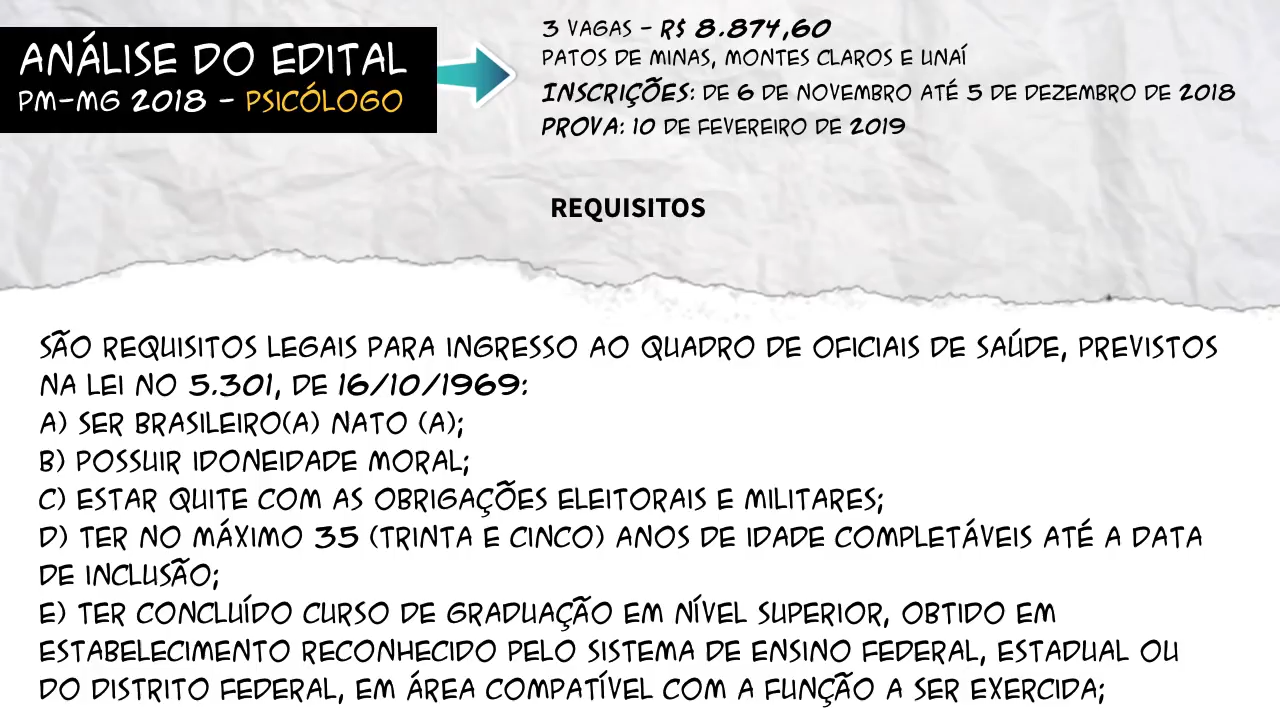 ANÁLISE DO EDITAL
PM-MG 2018 - PSICÓLOGO
3 VAGAS - R$ 8.874,60
PATOS DE MINAS, MONTES CLAROS E UNAÍ
INSCRIÇÕES: DE 6 DE NOVEMBRO ATÉ 5 DE DEZEMBRO DE 2018
PROVA: 10 DE FEVEREIRO DE 2019
REQUISITOS
SÃO REQUISITOS LEGAIS PARA INGRESSO AO QUADRO DE OFICIAIS DE SAÚDE, PREVISTOS
NA LEI NO 5.301, DE 16/10/1969:
A) SER BRASILEIRO(A) NATO (A);
B) POSSUIR IDONEIDADE MORAL;
C) ESTAR QUITE COM AS OBRIGAÇÕES ELEITORAIS E MILITARES;
D) TER NO MÁXIMO 35 (TRINTA E CINCO) ANOS DE IDADE COMPLETÁVEIS ATÉ A DATA
DE INCLUSÃO;
E) TER CONCLUÍDO CURSO DE GRADUAÇÃO EM NÍVEL SUPERIOR, OBTIDO EM
ESTABELECIMENTO RECONHECIDO PELO SISTEMA DE ENSINO FEDERAL, ESTADUAL OU
DO DISTRITO FEDERAL, EM ÁREA COMPATÍVEL COM A FUNÇÃO A SER EXERCIDA;